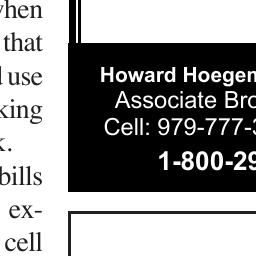 when
that
use
king
k.
bills
ex-
cell
Howard Hoegen
Associate Bro
Cell: 979-777-3
1-800-29